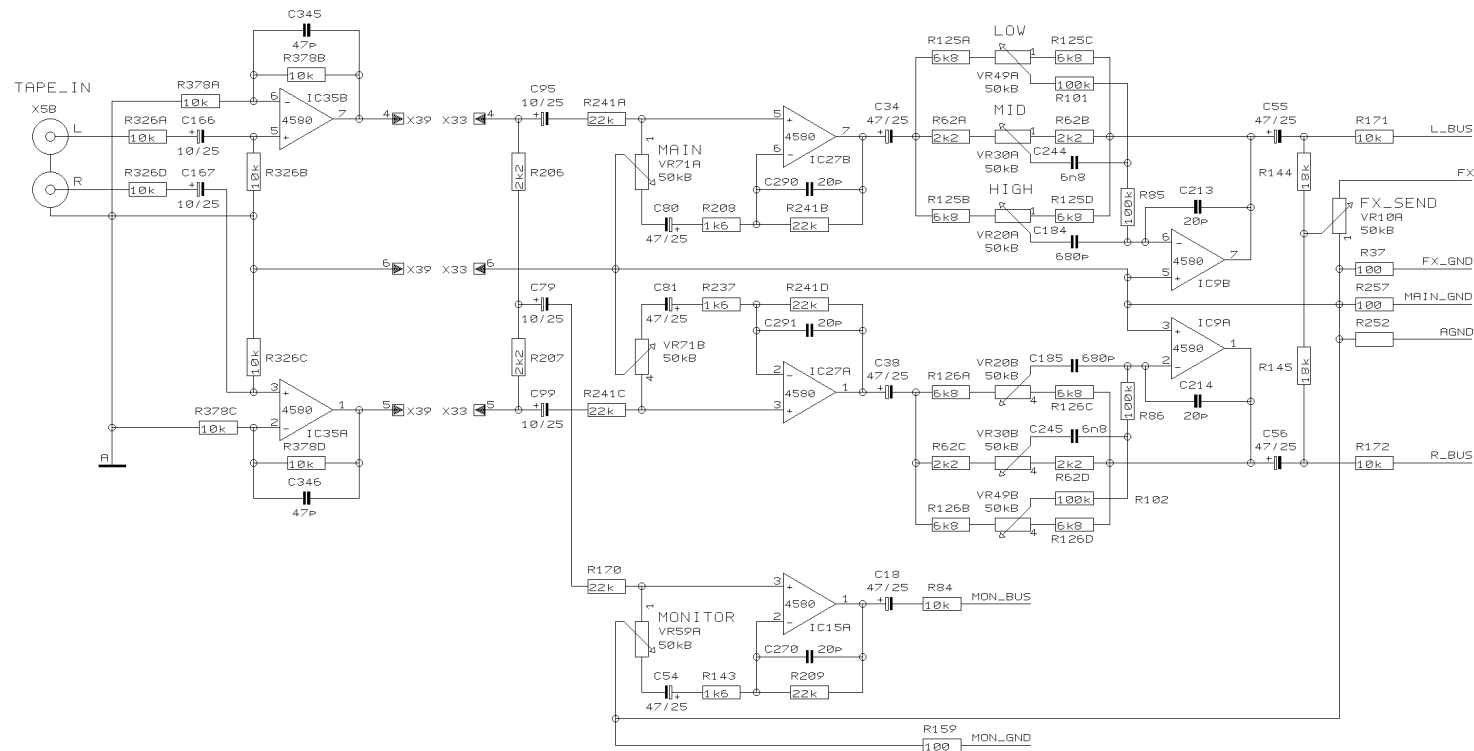 TAPE_IN
X5B
L
R
R326A
10k
C166
10/25
R326D
10k
C167
10/25
R378A
10k
C345
47p
R378B
10k
IC35B
4580
6
5
7
R326B
10k
R326C
10k
R378C
10k
IC35A
4580
3
2
1
R378D
10k
C346
47p
A
4
X39
X33
4
6
X39
X33
6
5
X39
X33
5
C95
10/25
R241A
22k
R206
2k2
C79
10/25
R207
2k2
C99
10/25
R241C
22k
MAIN
VR71A
50kB
1
C80
47/25
R208
1k6
C290
20p
R241B
22k
IC27B
4580
5
6
7
C81
47/25
R237
1k6
R241D
22k
C291
20p
VR71B
50kB
4
IC27A
4580
2
3
1
C34
47/25
R125A
6k8
LOW
1
VR49A
50kB
R125C
6k8
100k
R101
R62A
2k2
MID
1
VR30A
50kB
R62B
2k2
C244
6n8
R125B
6k8
HIGH
1
VR20A
50kB
R125D
6k8
C184
680p
R85
100k
C213
20p
IC9B
4580
6
5
7
C38
47/25
R126A
6k8
VR20B
50kB
4
C185
680p
6k8
R126C
R86
100k
R62C
2k2
VR30B
50kB
4
C245
6n8
2k2
R62D
R126B
6k8
VR49B
50kB
4
100k
R102
6k8
R126D
IC9A
4580
3
2
1
C214
20p
C55
47/25
C56
47/25
R144
18k
R145
18k
R171
10k
L_BUS
FX
FX_SEND
VR10A
50kB
1
R37
100
FX_GND
R257
100
MAIN_GND
R252
AGND
R172
10k
R_BUS
R170
22k
MONITOR
VR59A
50kB
1
C54
47/25
R143
1k6
C270
20p
R209
22k
IC15A
4580
3
2
1
C18
47/25
R84
10k
MON_BUS
R159
100
MON_GND